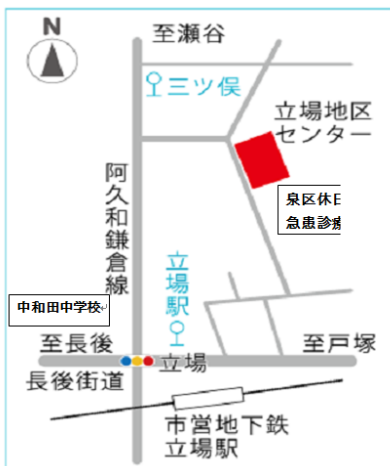 N
至瀬谷
三ツ俣
立場地区
センター
泉区休日
急患診療
阿久和鎌倉線
立場駅
中和田中学校
至長後
立場
至戸塚
長後街道
市営地下鉄
立場駅